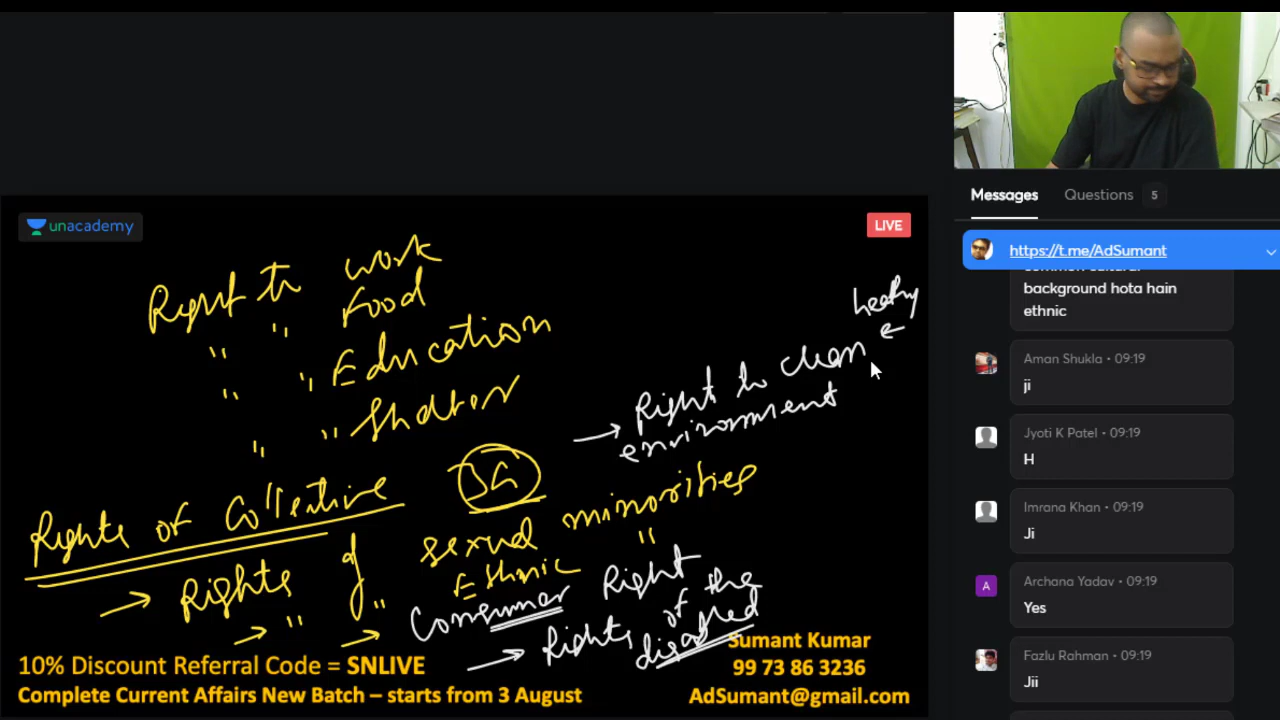 unacademy
LIVE
Right to work
" " Food
" " Education
" " Shelter
Rights of Collective 3G
→ Rights of sexual minorities
→ " " Ethnic "
→ Consumer Right
→ Rights of the disabled
→ Right to clean ← healthy
environment
10% Discount Referral Code = SNLIVE
Complete Current Affairs New Batch – starts from 3 August
Sumant Kumar
99 73 86 3236
AdSumant@gmail.com
Messages Questions 5
https://t.me/AdSumant
background hota hain
ethnic
Aman Shukla • 09:19
ji
Jyoti K Patel • 09:19
H
Imrana Khan • 09:19
Ji
A Archana Yadav • 09:19
Yes
Fazlu Rahman • 09:19
Jii